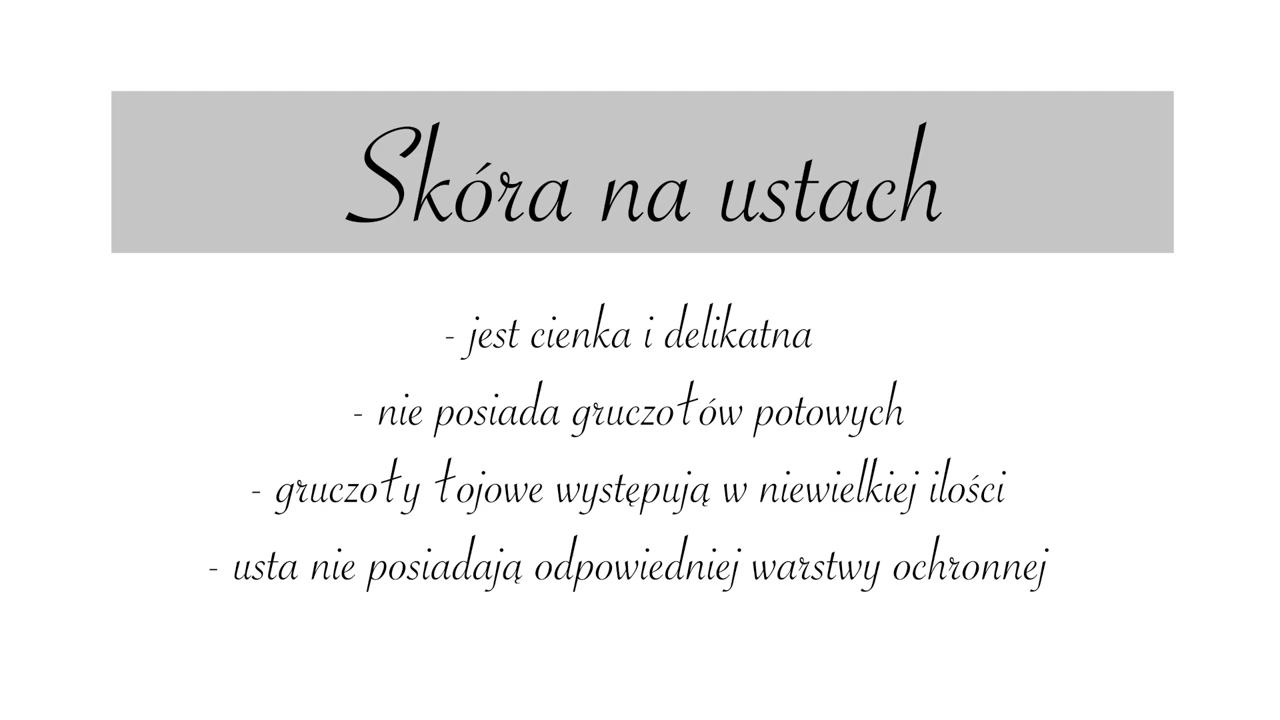 Skóra na ustach
- jest cienka i delikatna
- nie posiada gruczołów potowych
- gruczoły łojowe występują w niewielkiej ilości
- usta nie posiadają odpowiedniej warstwy ochronnej